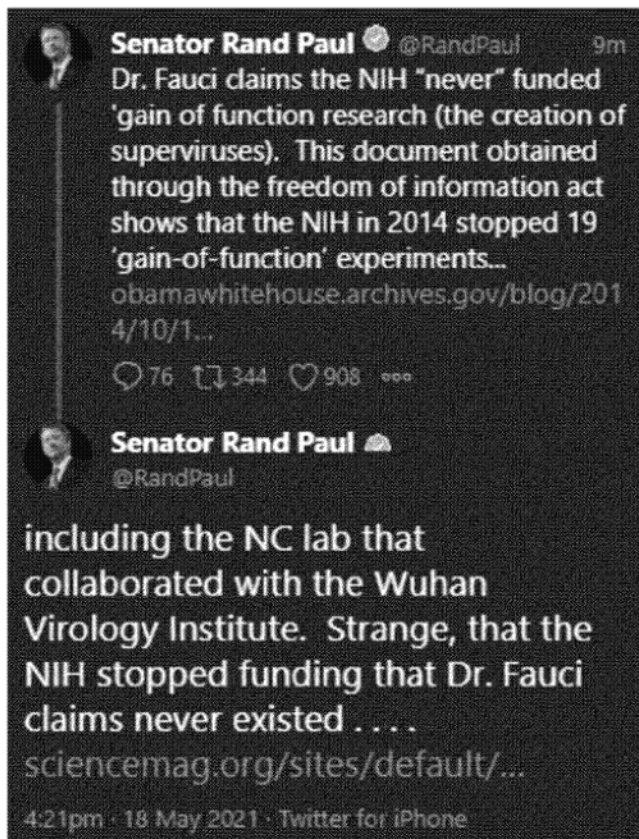 Senator Rand Paul @RandPaul 9m
Dr. Fauci claims the NIH "never" funded
'gain of function research (the creation of
superviruses). This document obtained
through the freedom of information act
shows that the NIH in 2014 stopped 19
'gain-of-function' experiments...
obamawhitehouse.archives.gov/blog/201
4/10/1...
76 344 908
Senator Rand Paul
@RandPaul
including the NC lab that
collaborated with the Wuhan
Virology Institute. Strange, that the
NIH stopped funding that Dr. Fauci
claims never existed . . . .
sciencemag.org/sites/default/...
4:21pm · 18 May 2021 · Twitter for iPhone